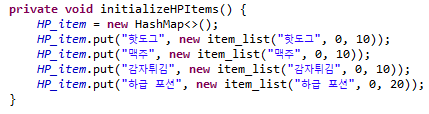 private void initializeHPItems() {
HP_item = new HashMap<>();
HP_item.put("핫도그", new item_list("핫도그", 0, 10));
HP_item.put("맥주", new item_list("맥주", 0, 10));
HP_item.put("감자튀김", new item_list("감자튀김", 0, 10));
HP_item.put("하급 포션", new item_list("하급 포션", 0, 20));
}